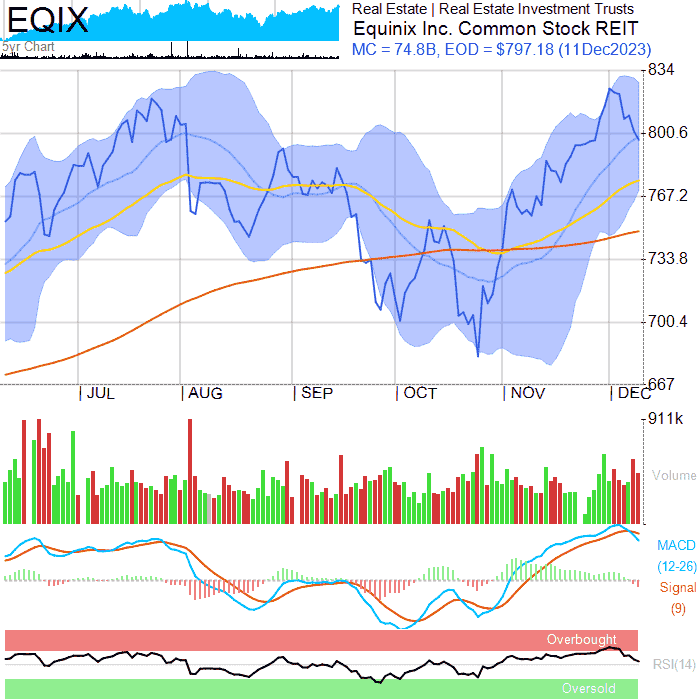 EQIX
5yr Chart
Real Estate | Real Estate Investment Trusts
Equinix Inc. Common Stock REIT
MC = 74.8B, EOD = $797.18 (11Dec2023)
834
800.6
767.2
733.8
700.4
667
JUL AUG SEP OCT NOV DEC
911k
Volume
MACD
(12-26)
Signal
(9)
Overbought
RSI(14)
Oversold